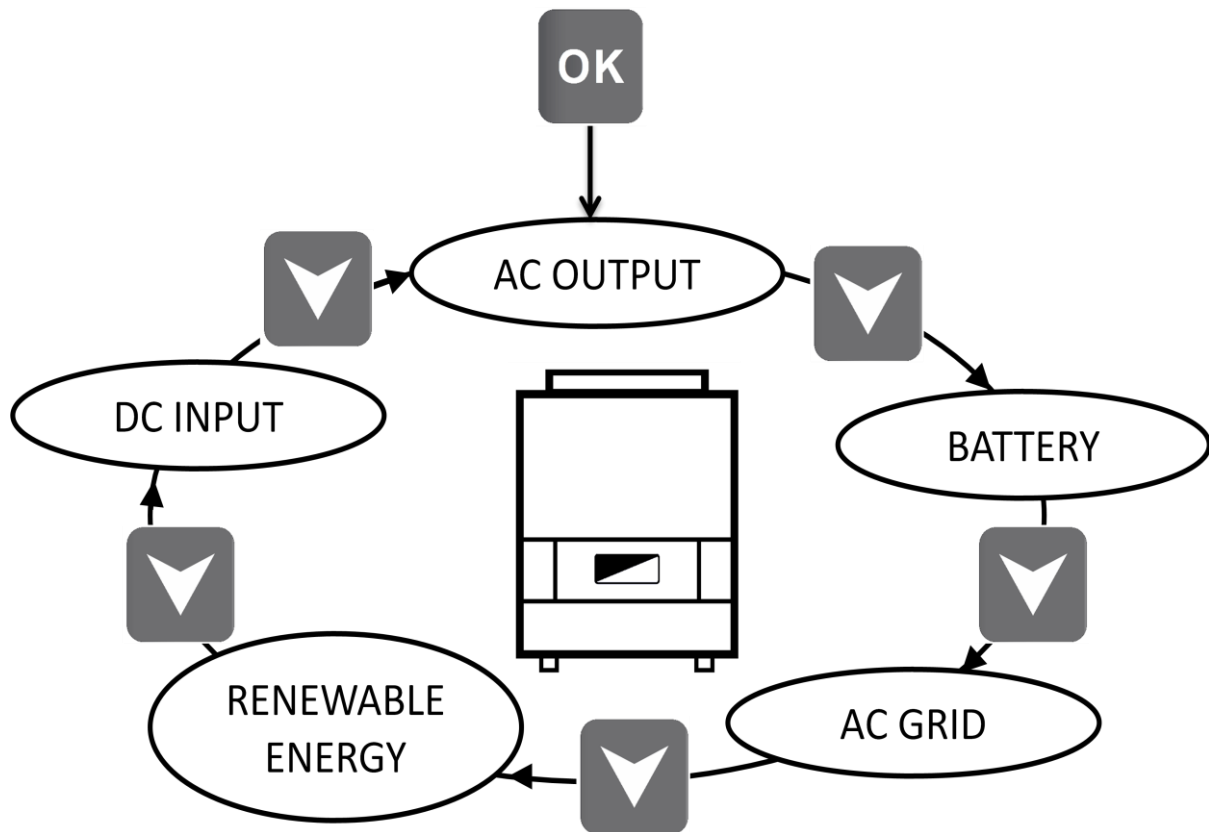 OK
AC OUTPUT
DC INPUT
BATTERY
RENEWABLE
ENERGY
AC GRID